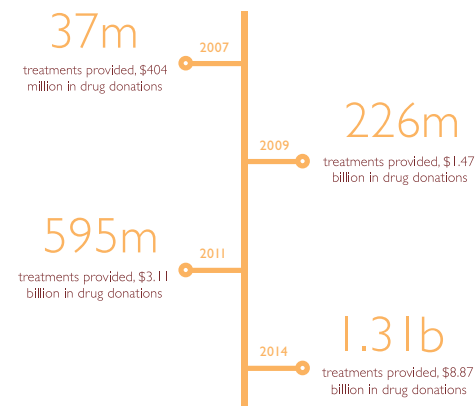 37m
2007
treatments provided, $404
million in drug donations
226m
2009
treatments provided, $1.47
billion in drug donations
595m
2011
treatments provided, $3.11
billion in drug donations
1.31b
2014
treatments provided, $8.87
billion in drug donations